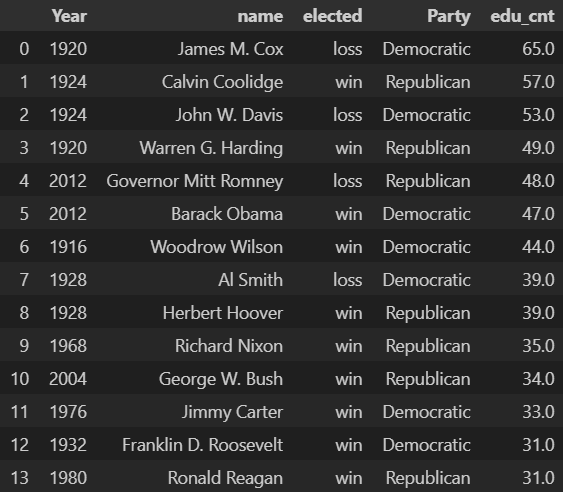 Year name elected Party edu_cnt
0 1920 James M. Cox loss Democratic 65.0
1 1924 Calvin Coolidge win Republican 57.0
2 1924 John W. Davis loss Democratic 53.0
3 1920 Warren G. Harding win Republican 49.0
4 2012 Governor Mitt Romney loss Republican 48.0
5 2012 Barack Obama win Democratic 47.0
6 1916 Woodrow Wilson win Democratic 44.0
7 1928 Al Smith loss Democratic 39.0
8 1928 Herbert Hoover win Republican 39.0
9 1968 Richard Nixon win Republican 35.0
10 2004 George W. Bush win Republican 34.0
11 1976 Jimmy Carter win Democratic 33.0
12 1932 Franklin D. Roosevelt win Democratic 31.0
13 1980 Ronald Reagan win Republican 31.0